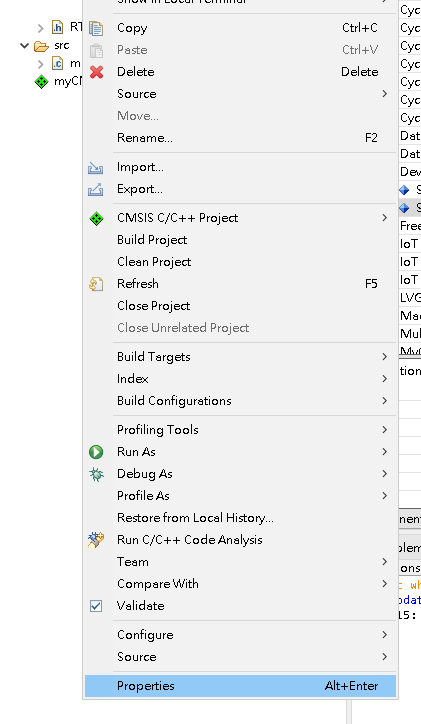 Show in Local Terminal
Copy Ctrl+C
Paste Ctrl+V
Delete Delete
Source
Move...
Rename... F2
Import...
Export...
CMSIS C/C++ Project
Build Project
Clean Project
Refresh F5
Close Project
Close Unrelated Project
Build Targets
Index
Build Configurations
Profiling Tools
Run As
Debug As
Profile As
Restore from Local History...
Run C/C++ Code Analysis
Team
Compare With
Validate
Configure
Source
Properties Alt+Enter
RT
src
m
myCM
Cyc
Cyc
Cyc
Cyc
Cyc
Cyc
Cyc
Dat
Dat
Dev
S
S
Free
IoT
IoT
IoT
LVG
Mac
Mul
MyC
tion
nent
blem
ons
c wh
pdat
15: